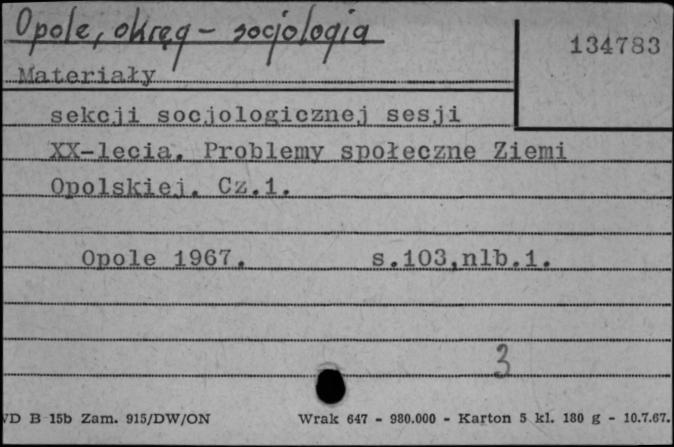 Opole, okręg - socjologia
134783
Materiały
sekcji socjologicznej sesji
XX-lecia. Problemy społeczne Ziemi
Opolskiej. Cz.1.
Opole 1967. s.103,nlb.1.
3
B 15b Zam. 915/DW/ON Wrak 647 - 980.000 - Karton 5 kl. 180 g - 10.7.67.